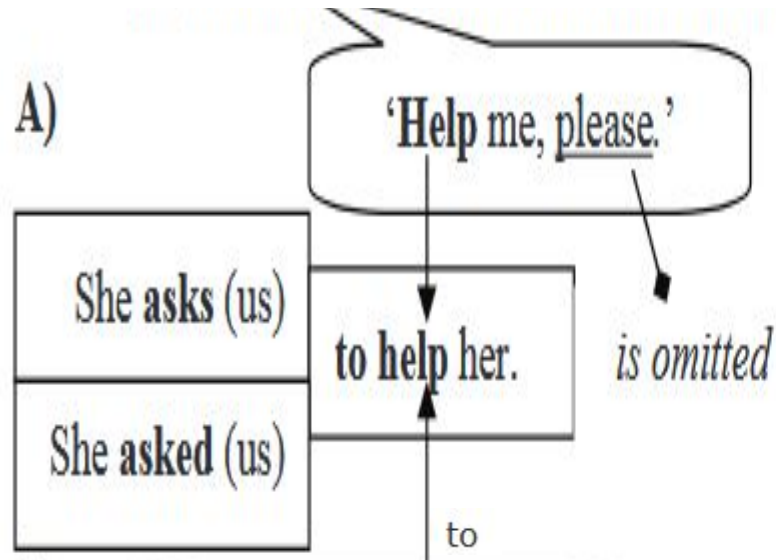 A)
‘Help me, please.’
She asks (us)
to help her.
is omitted
She asked (us)
to